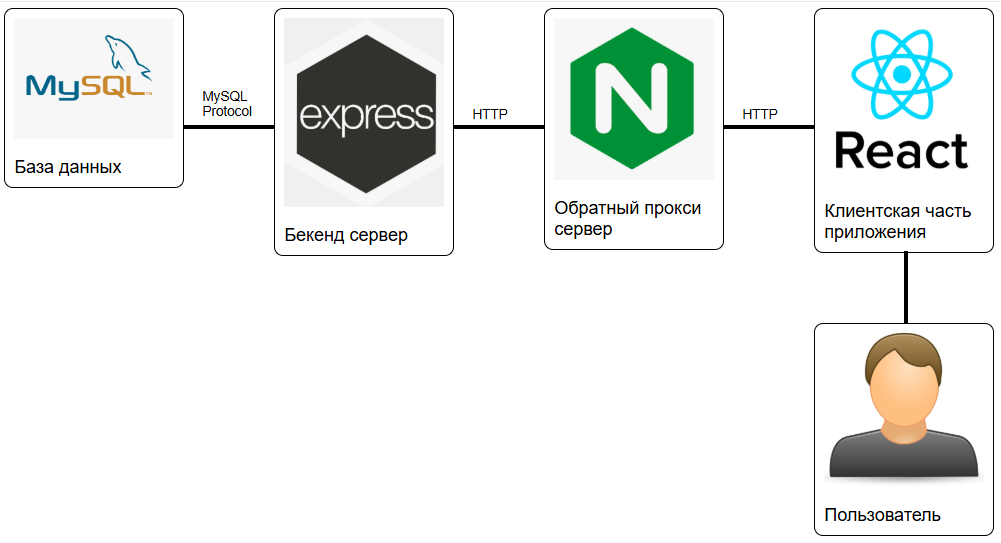 MySQL
База данных
MySQL
Protocol
express
Бекенд сервер
HTTP
N
Обратный прокси
сервер
HTTP
React
Клиентская часть
приложения
Пользователь